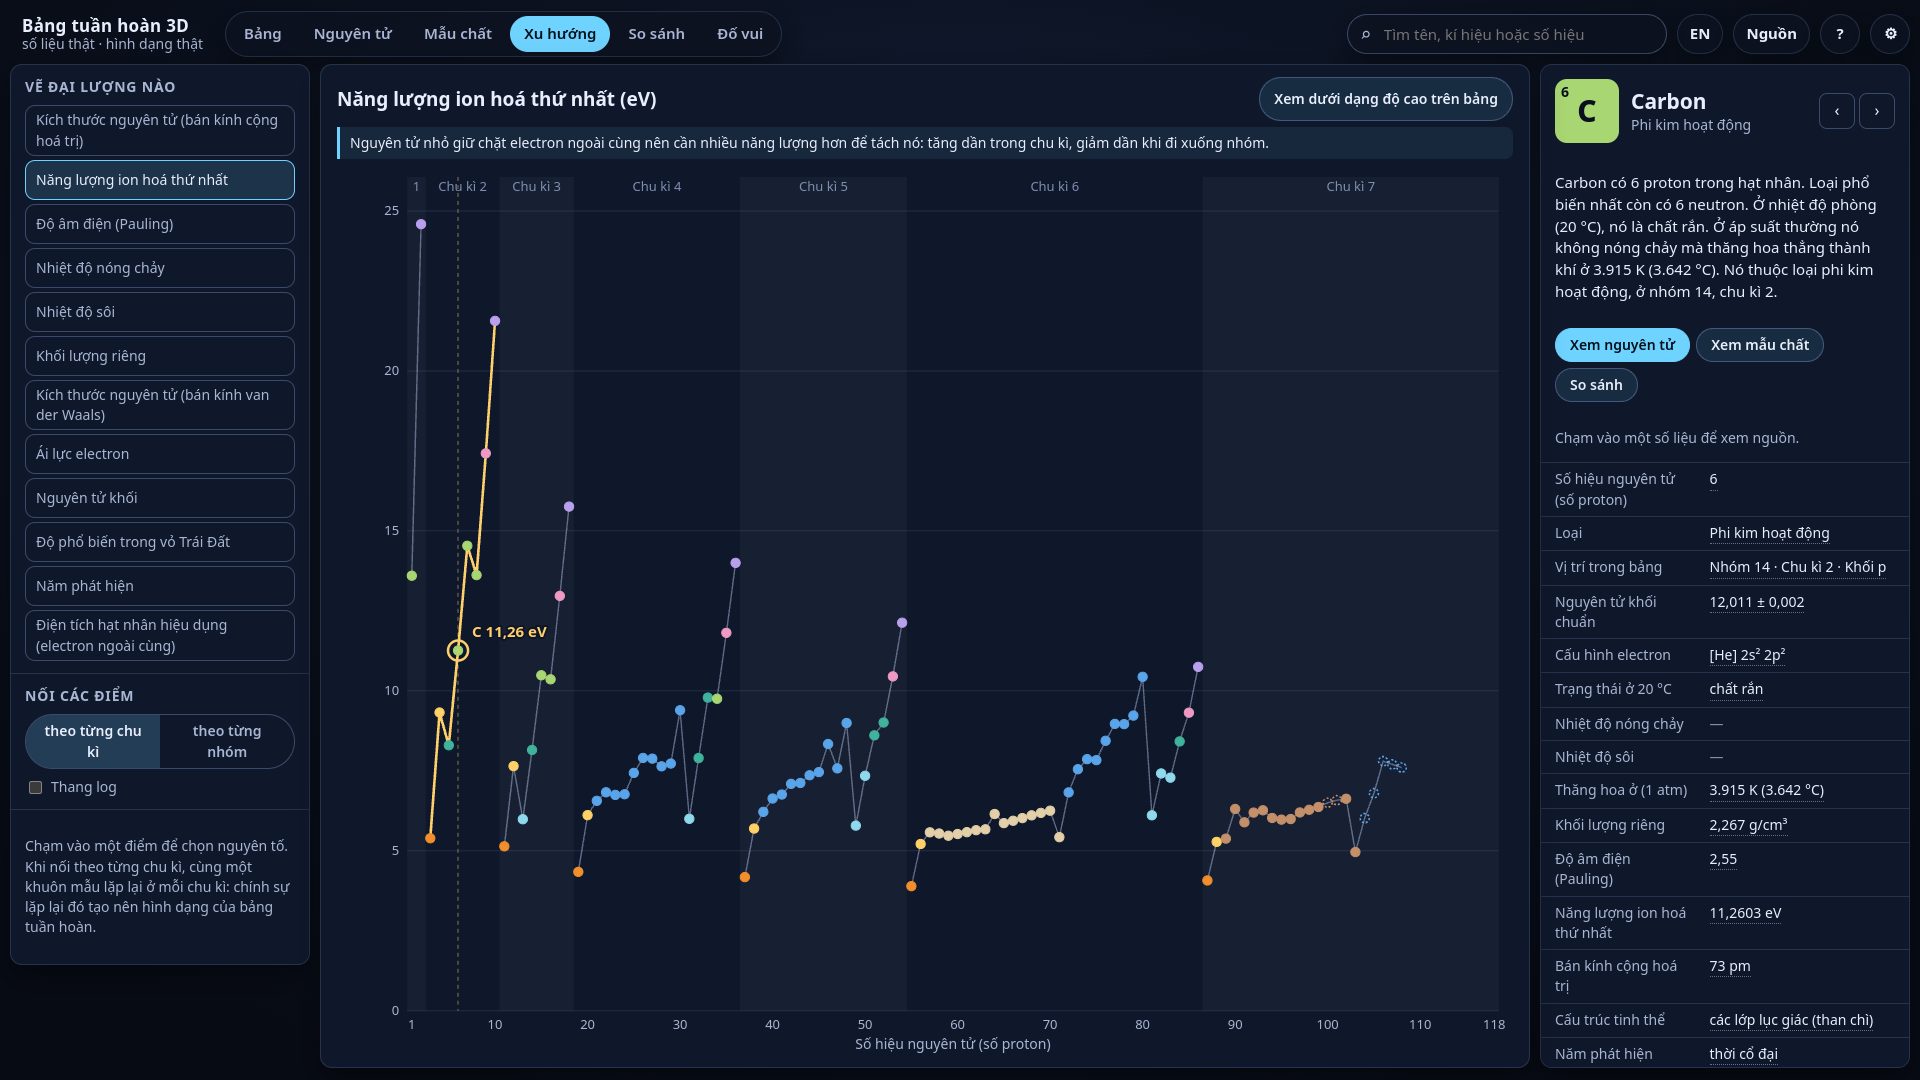 Bảng tuần hoàn 3D
số liệu thật · hình dạng thật
Bảng
Nguyên tử
Mẫu chất
Xu hướng
So sánh
Đố vui
Tìm tên, kí hiệu hoặc số hiệu
EN
Nguồn
?
VẼ ĐẠI LƯỢNG NÀO
Kích thước nguyên tử (bán kính cộng
hoá trị)
Năng lượng ion hoá thứ nhất
Độ âm điện (Pauling)
Nhiệt độ nóng chảy
Nhiệt độ sôi
Khối lượng riêng
Kích thước nguyên tử (bán kính van
der Waals)
Ái lực electron
Nguyên tử khối
Độ phổ biến trong vỏ Trái Đất
Năm phát hiện
Điện tích hạt nhân hiệu dụng
(electron ngoài cùng)
NỐI CÁC ĐIỂM
theo từng chu
kì
theo từng
nhóm
Thang log
Chạm vào một điểm để chọn nguyên tố.
Khi nối theo từng chu kì, cùng một
khuôn mẫu lặp lại ở mỗi chu kì: chính sự
lặp lại đó tạo nên hình dạng của bảng
tuần hoàn.
Năng lượng ion hoá thứ nhất (eV)
Xem dưới dạng độ cao trên bảng
Nguyên tử nhỏ giữ chặt electron ngoài cùng nên cần nhiều năng lượng hơn để tách nó: tăng dần trong chu kì, giảm dần khi đi xuống nhóm.
1
Chu kì 2
Chu kì 3
Chu kì 4
Chu kì 5
Chu kì 6
Chu kì 7
25
20
15
10
5
0
C 11,26 eV
1
10
20
30
40
50
60
70
80
90
100
110
118
Số hiệu nguyên tử (số proton)
6
C
Carbon
Phi kim hoạt động
‹
›
Carbon có 6 proton trong hạt nhân. Loại phổ
biến nhất còn có 6 neutron. Ở nhiệt độ phòng
(20 °C), nó là chất rắn. Ở áp suất thường nó
không nóng chảy mà thăng hoa thẳng thành
khí ở 3.915 K (3.642 °C). Nó thuộc loại phi kim
hoạt động, ở nhóm 14, chu kì 2.
Xem nguyên tử
Xem mẫu chất
So sánh
Chạm vào một số liệu để xem nguồn.
Số hiệu nguyên tử
(số proton)
6
Loại
Phi kim hoạt động
Vị trí trong bảng
Nhóm 14 · Chu kì 2 · Khối p
Nguyên tử khối
chuẩn
12,011 ± 0,002
Cấu hình electron
[He] 2s² 2p²
Trạng thái ở 20 °C
chất rắn
Nhiệt độ nóng chảy
—
Nhiệt độ sôi
—
Thăng hoa ở (1 atm)
3.915 K (3.642 °C)
Khối lượng riêng
2,267 g/cm³
Độ âm điện
(Pauling)
2,55
Năng lượng ion hoá
thứ nhất
11,2603 eV
Bán kính cộng hoá
trị
73 pm
Cấu trúc tinh thể
các lớp lục giác (than chì)
Năm phát hiện
thời cổ đại